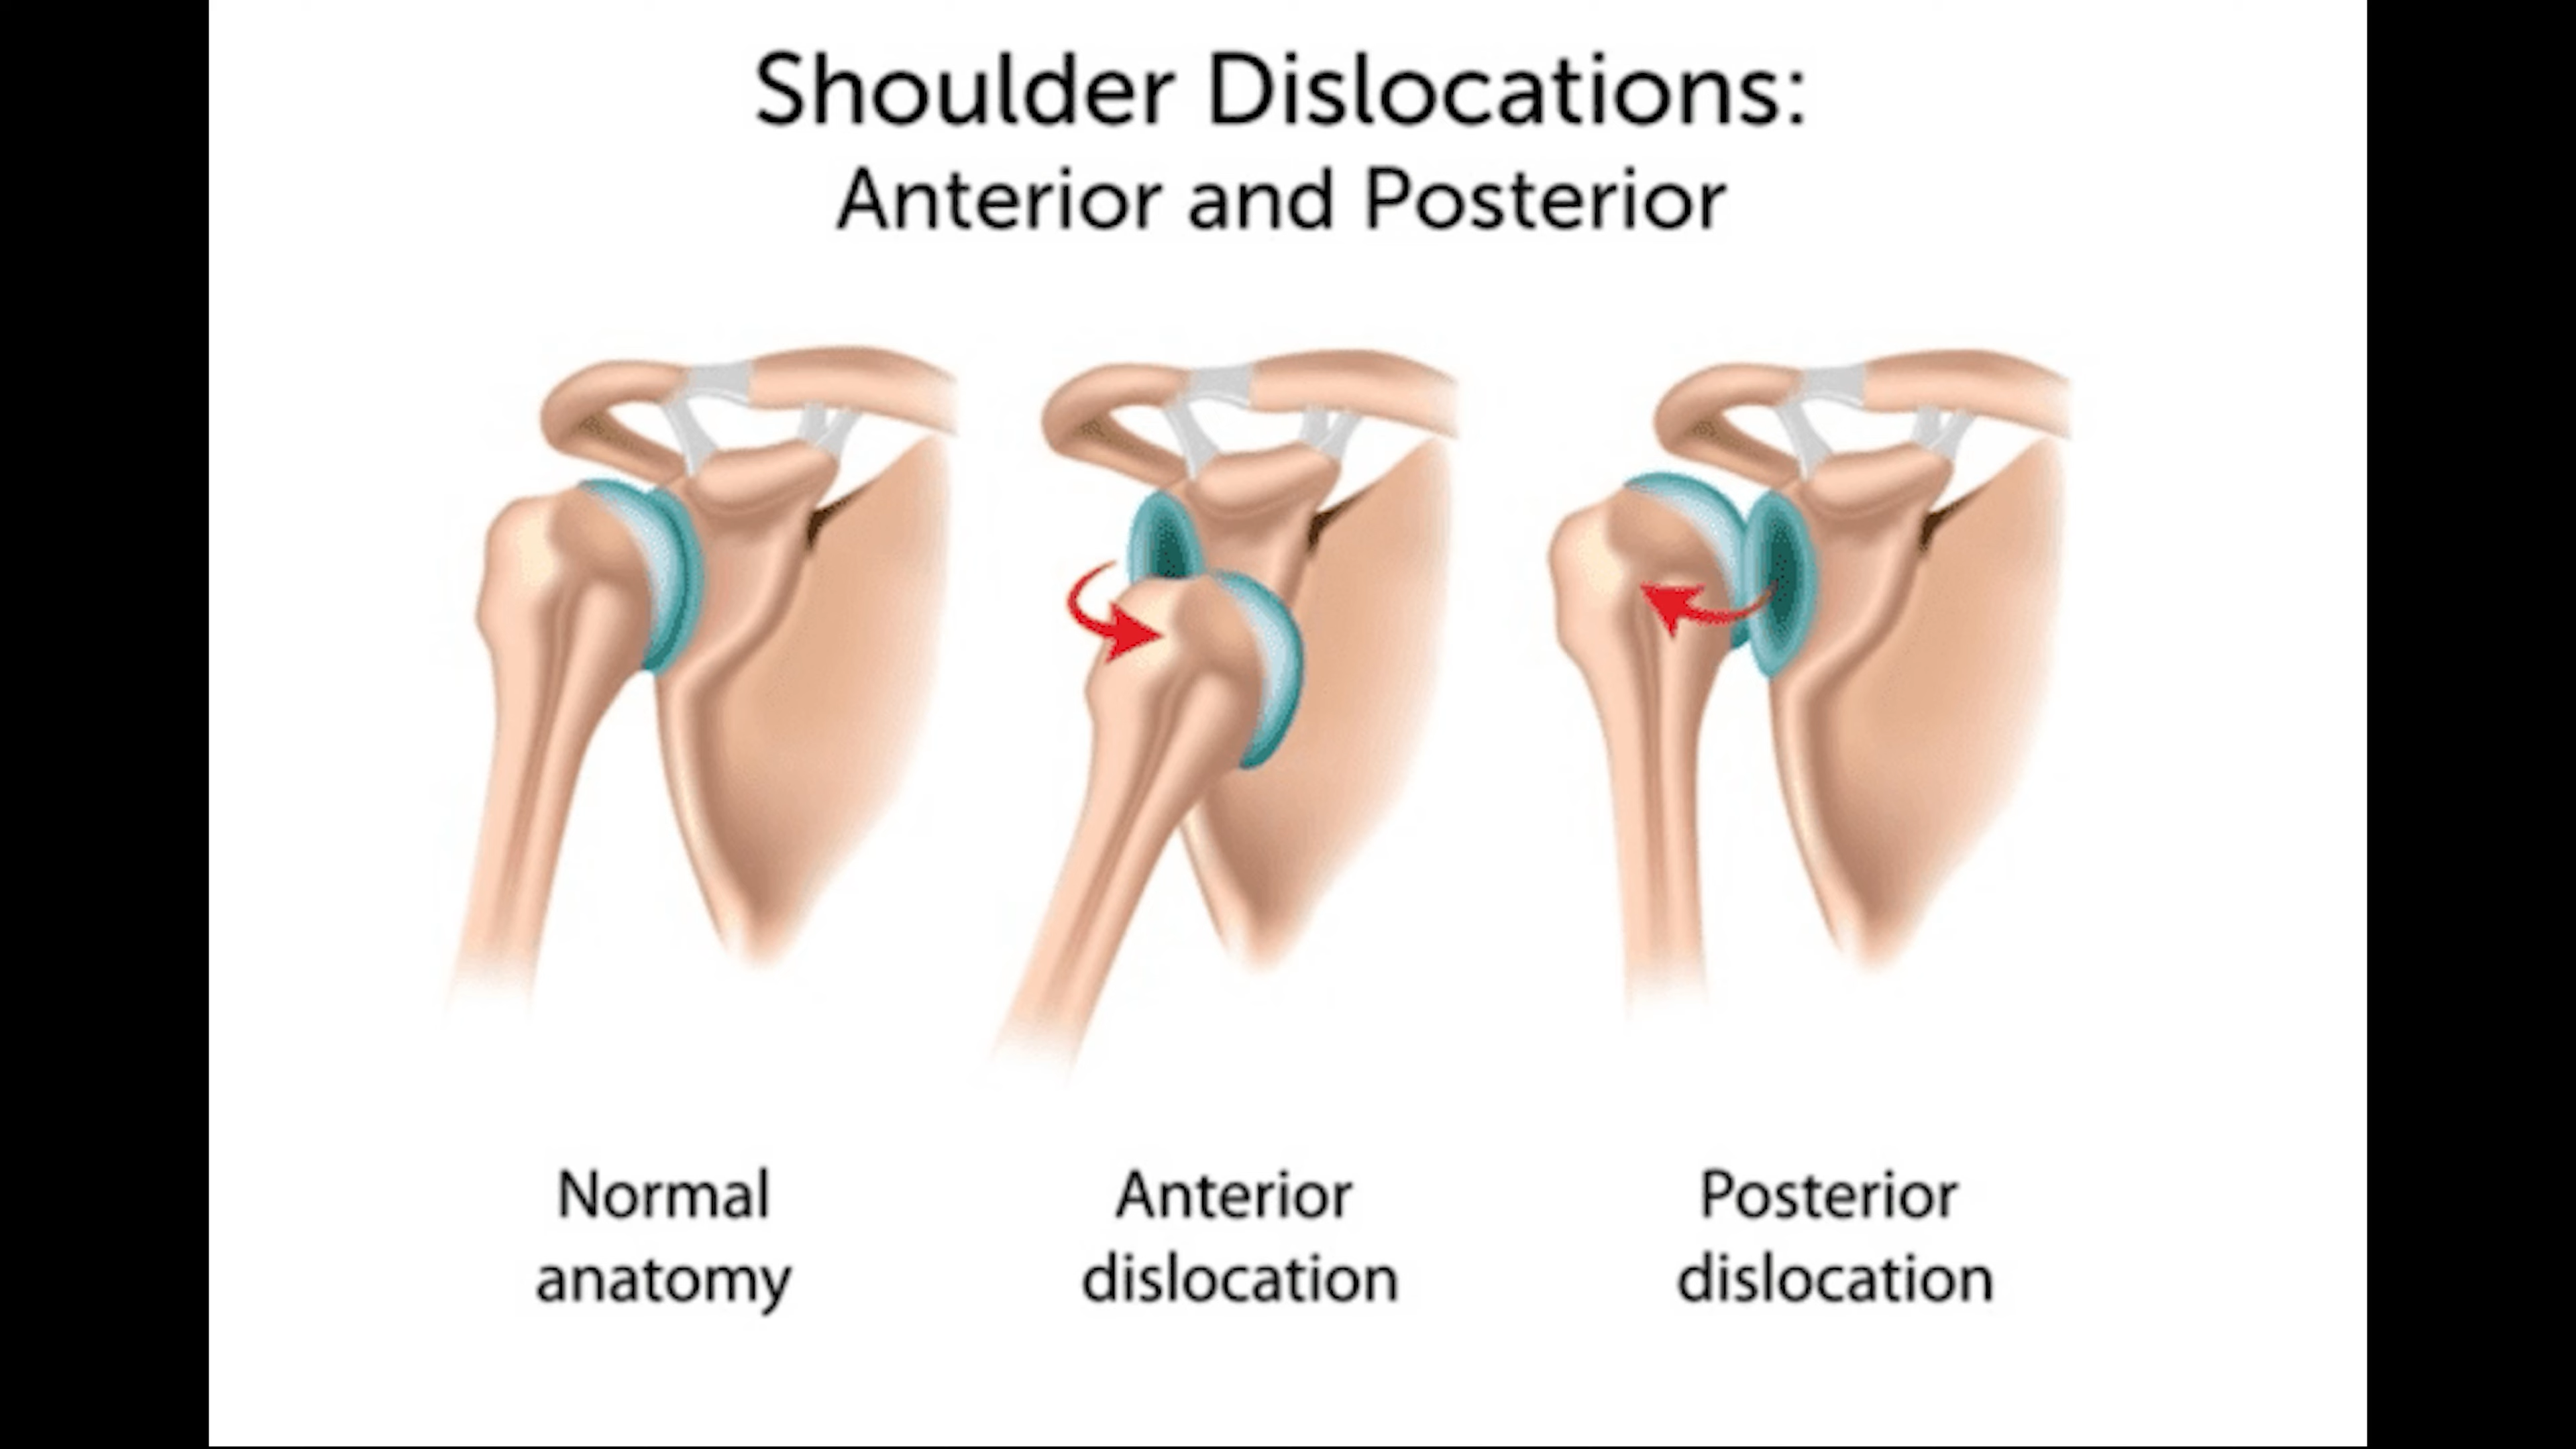 Shoulder Dislocations:
Anterior and Posterior
Normal
anatomy
Anterior
dislocation
Posterior
dislocation